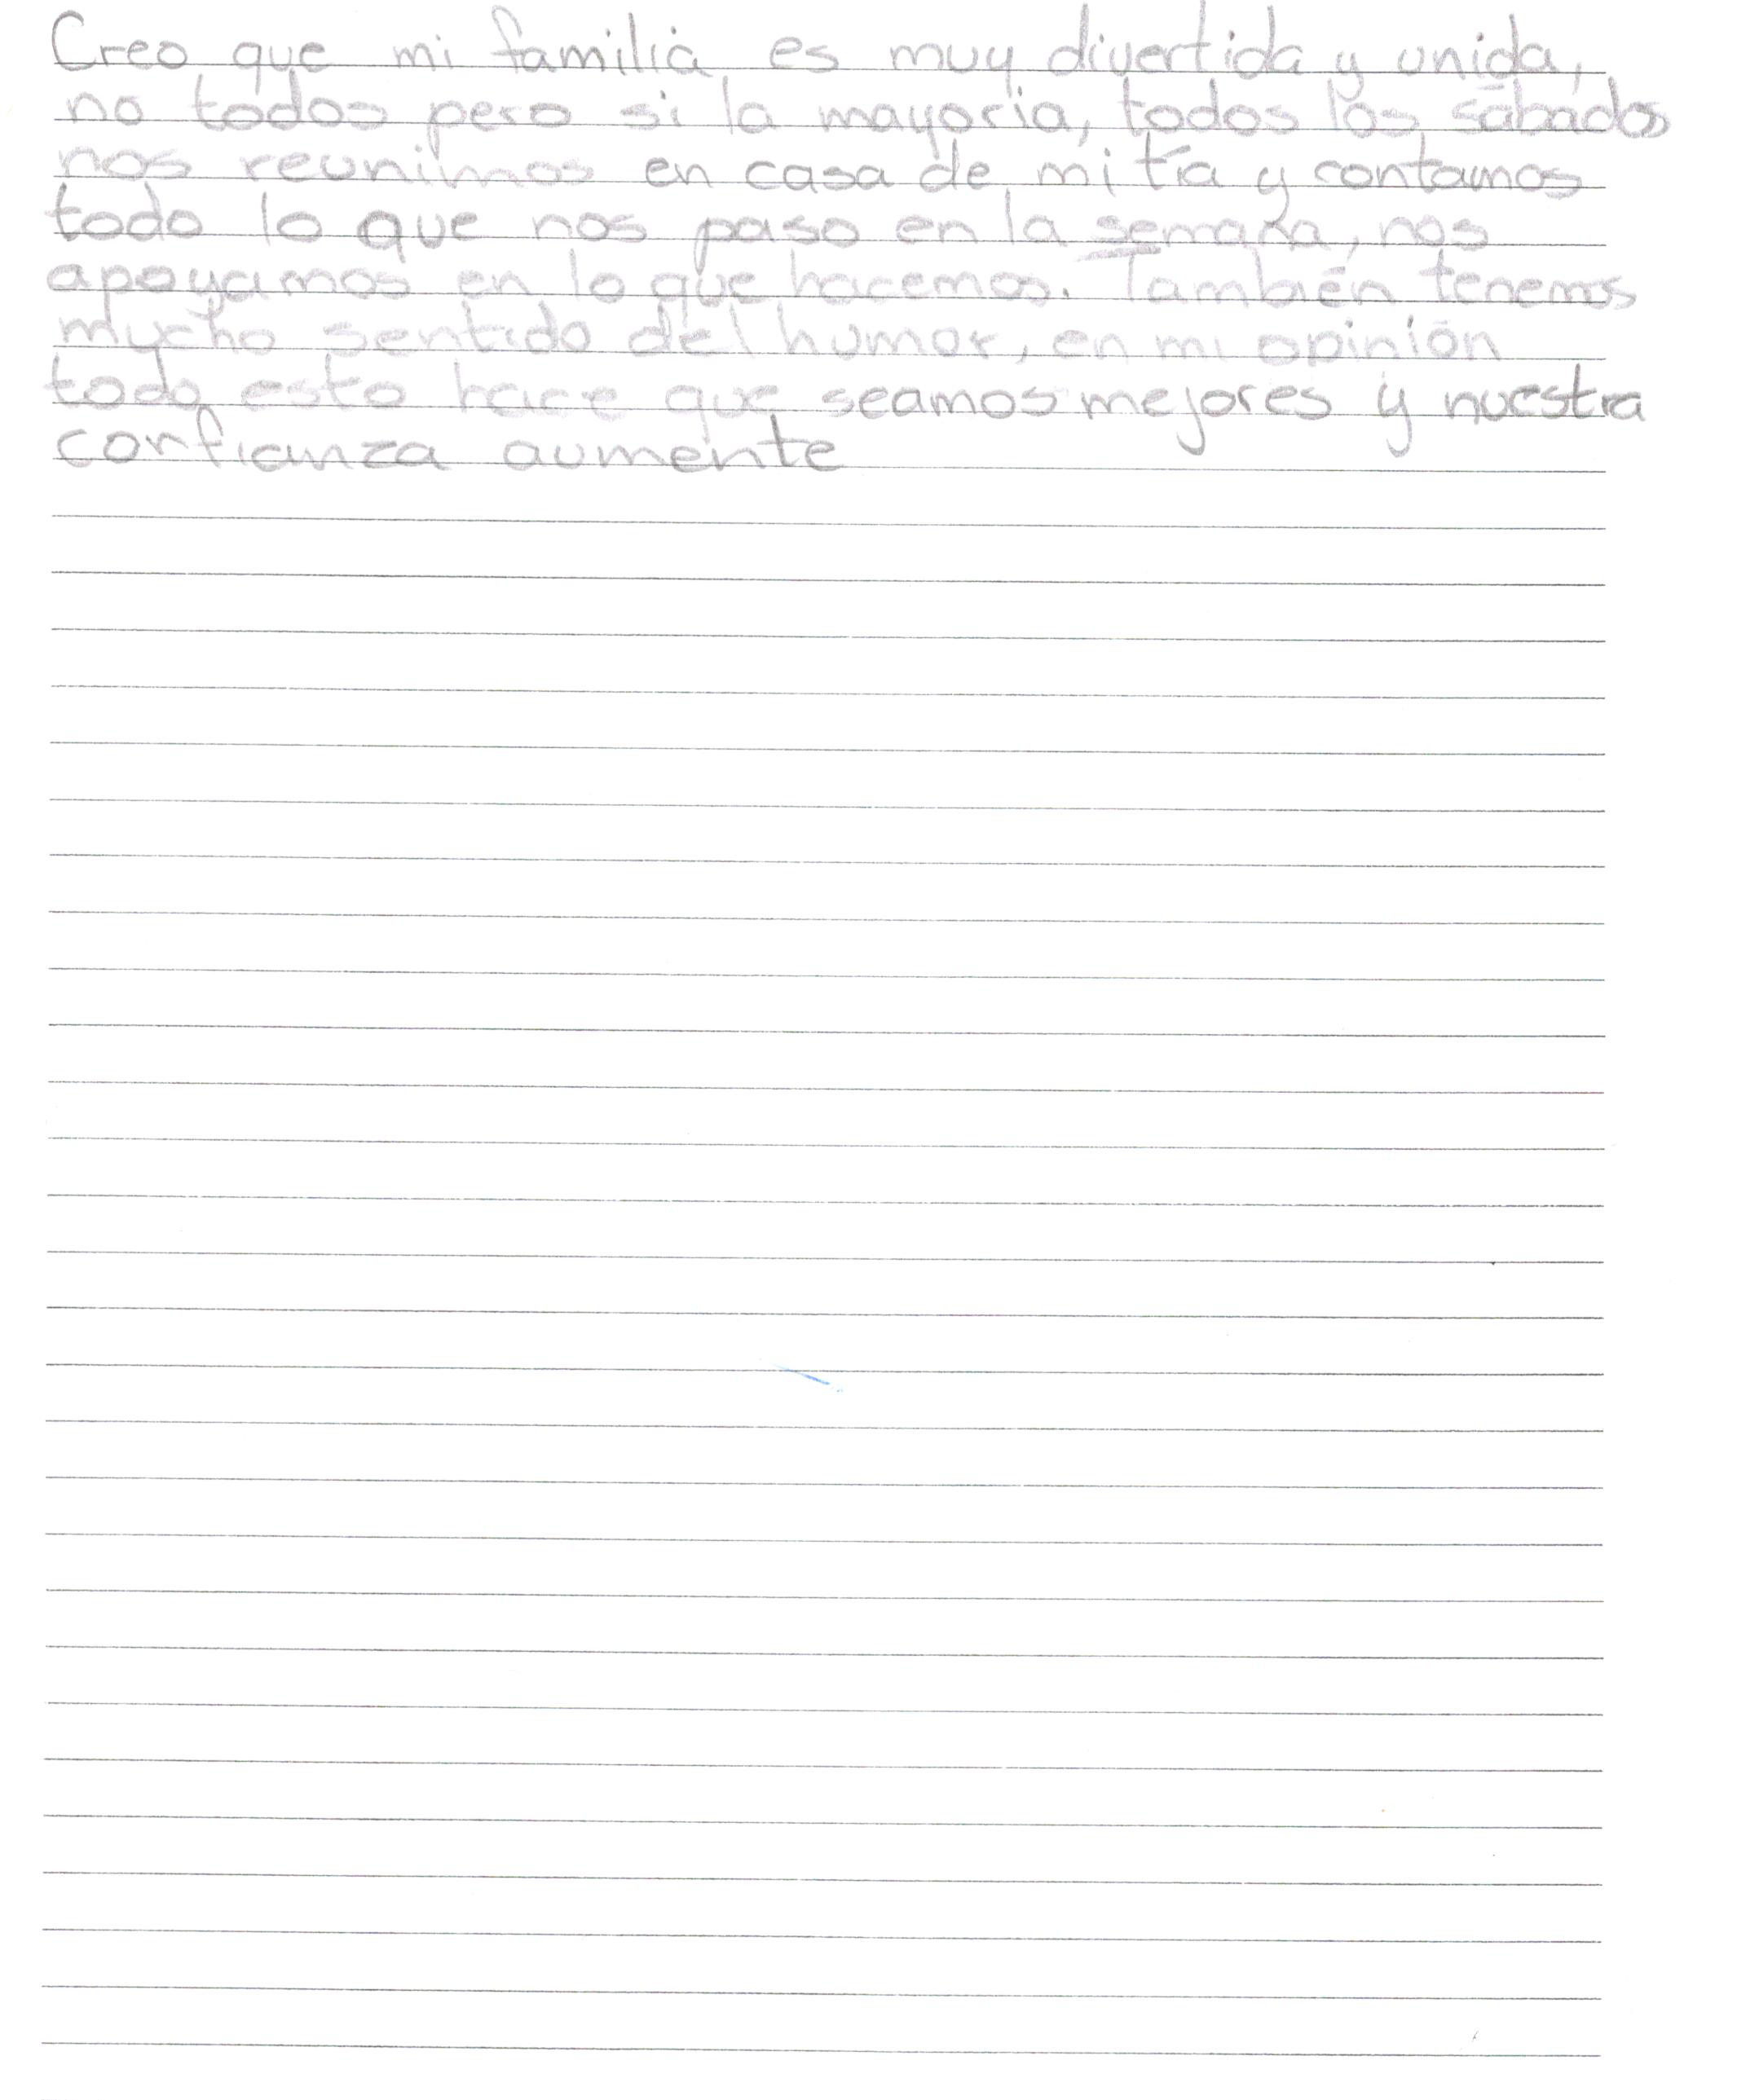 Creo que mi familia es muy divertida y unida,
no todos pero si la mayoria, todos los sábados
nos reunimos en casa de mi tía y contamos
todo lo que nos paso en la semana, nos
apoyamos en lo que hacemos. También tenems
mucho sentido del humor, en mi opinión
todo esto hace que seamos mejores y nuestra
confianza aumente